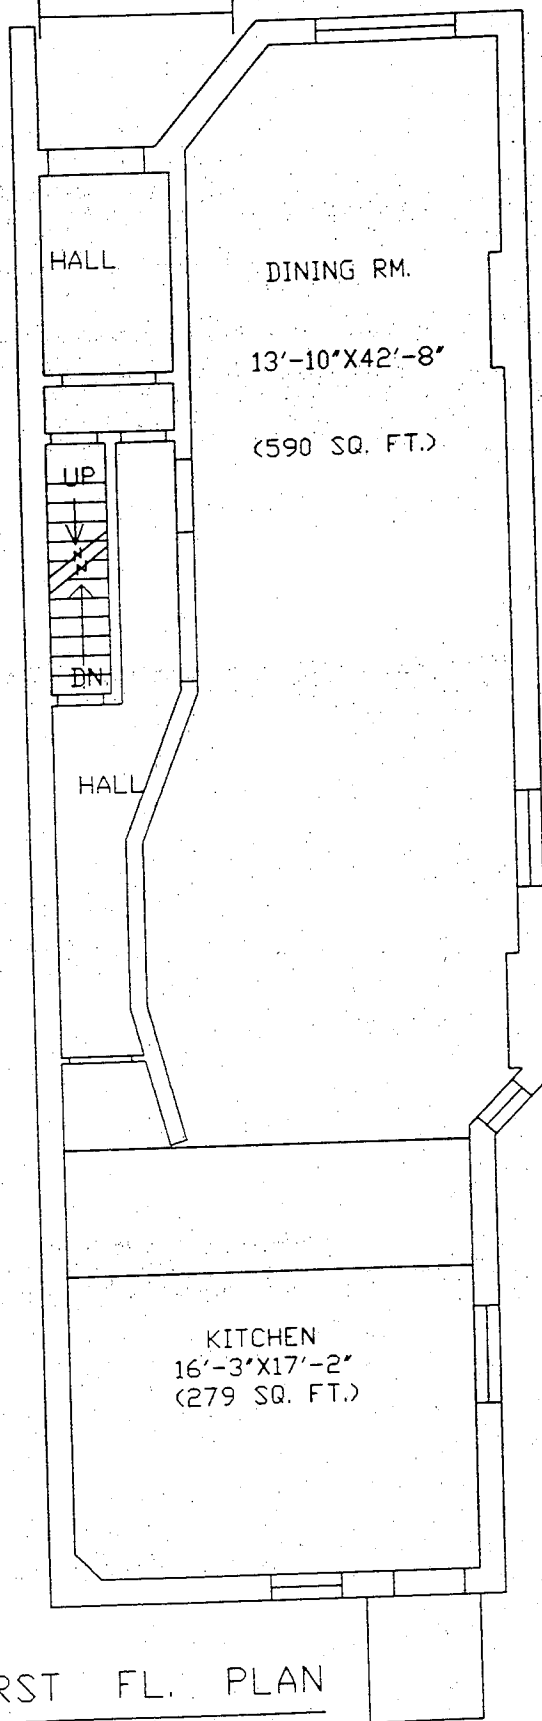 HALL
DINING RM.
13'-10"X42'-8"
(590 SQ. FT.)
UP
DN.
HALL
KITCHEN
16'-3"X17'-2"
(279 SQ. FT.)
RST FL. PLAN